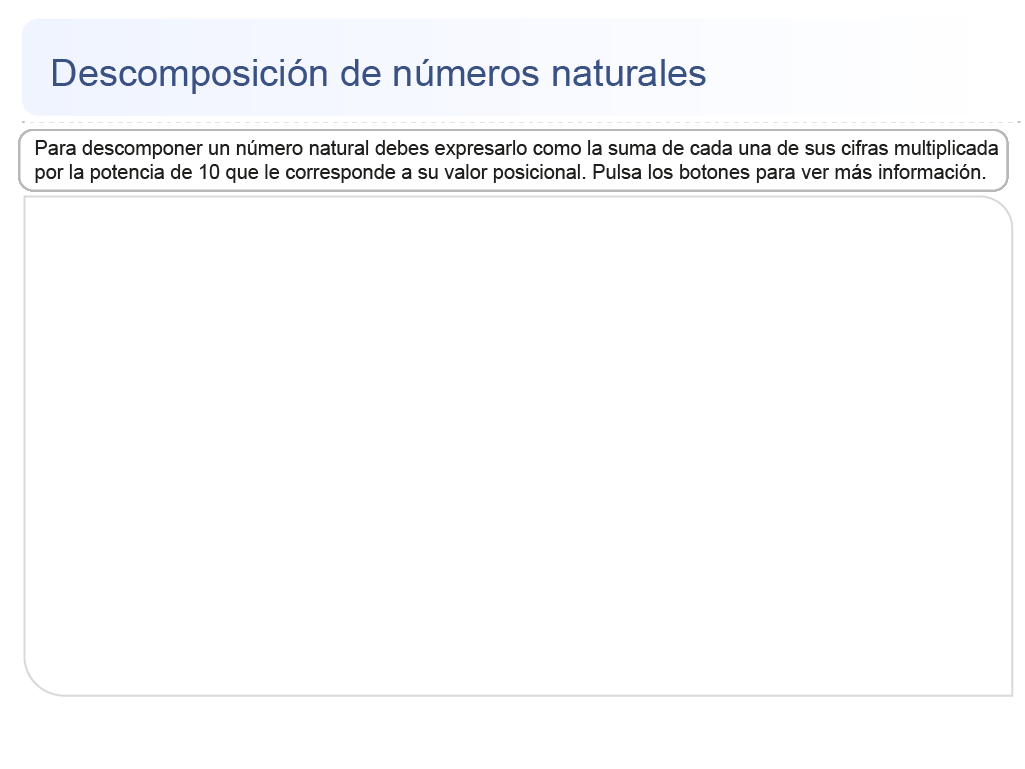 Descomposición de números naturales
Para descomponer un número natural debes expresarlo como la suma de cada una de sus cifras multiplicada
por la potencia de 10 que le corresponde a su valor posicional. Pulsa los botones para ver más información.